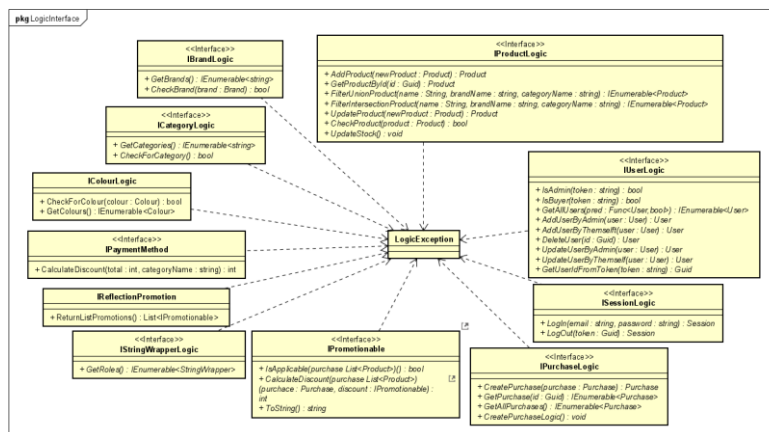 pkg LogicInterface
<<Interface>>
IBrandLogic
+ GetBrands() : IEnumerable<string>
+ CheckBrand(brand : Brand) : bool
<<Interface>>
IProductLogic
+ AddProduct(newProduct : Product) : Product
+ GetProductById(id : Guid) : Product
+ FilterUnionProduct(name : String, brandName : string, categoryName : string) : IEnumerable<Product>
+ FilterIntersectionProduct(name : String, brandName : string, categoryName : string) : IEnumerable<Product>
+ UpdateProduct(newProduct : Product) : Product
+ CheckProduct(product : Product) : bool
+ UpdateStock() : void
<<Interface>>
ICategoryLogic
+ GetCategories() : IEnumerable<string>
+ CheckForCategory() : bool
<<Interface>>
IColourLogic
+ CheckForColour(colour : Colour) : bool
+ GetColours() : IEnumerable<Colour>
<<Interface>>
IUserLogic
+ IsAdmin(token : string) : bool
+ IsBuyer(token : string) : bool
+ GetAllUsers(pred : Func<User,bool>) : IEnumerable<User>
+ AddUserByAdmin(user : User) : User
+ AddUserByThemself(user : User) : User
+ DeleteUser(id : Guid) : User
+ UpdateUserByAdmin(user : User) : User
+ UpdateUserByThemself(user : User) : User
+ GetUserIdFromToken(token : string) : Guid
LogicException
<<Interface>>
IPaymentMethod
+ CalculateDiscount(total : int, categoryName : string) : int
<<Interface>>
IReflectionPromotion
+ ReturnListPromotions() : List<IPromotionable>
<<Interface>>
ISessionLogic
+ LogIn(email : string, password : string) : Session
+ LogOut(token : Guid) : Session
<<Interface>>
IStringWrapperLogic
+ GetRoles() : IEnumerable<StringWrapper>
<<Interface>>
IPromotionable
+ IsApplicable(purchase List<Product>)() : bool
+ CalculateDiscount(purchase List<Product>)
(purchace : Purchase, discount : IPromotionable) :
int
+ ToString() : string
<<Interface>>
IPurchaseLogic
+ CreatePurchase(purchase : Purchase) : Purchase
+ GetPurchase(id : Guid) : IEnumerable<Purchase>
+ GetAllPurchases() : IEnumerable<Purchase>
+ CreatePurchaseLogic() : void